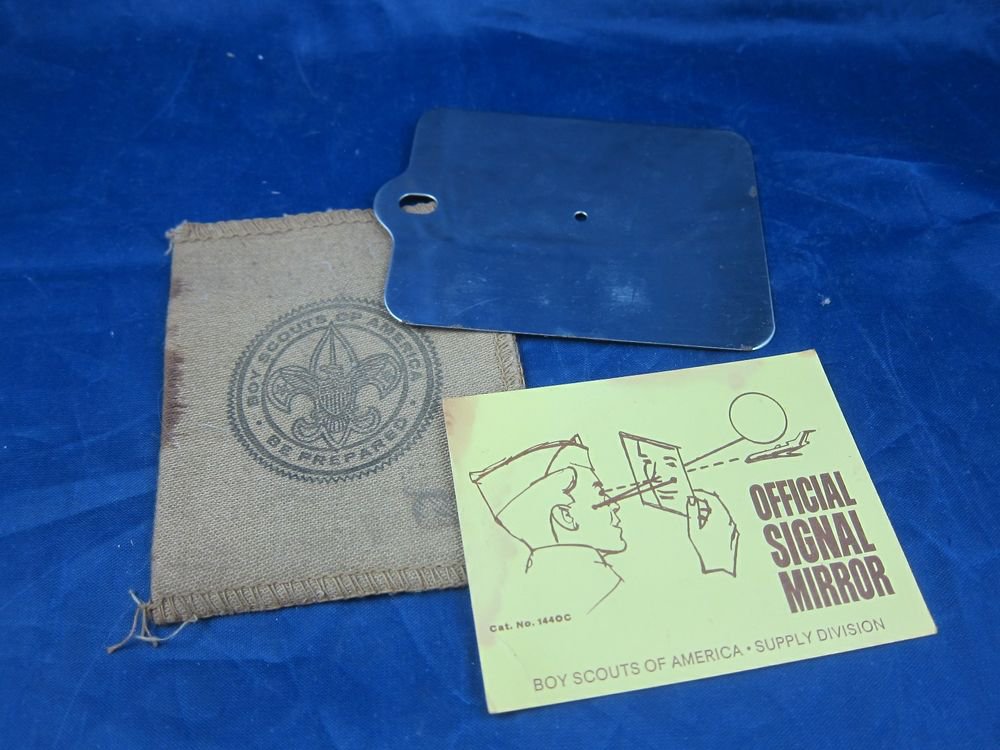 BOY SCOUTS OF AMERICA
BE PREPARED
OFFICIAL
SIGNAL
MIRROR
Cat. No. 1440C
BOY SCOUTS OF AMERICA • SUPPLY DIVISION